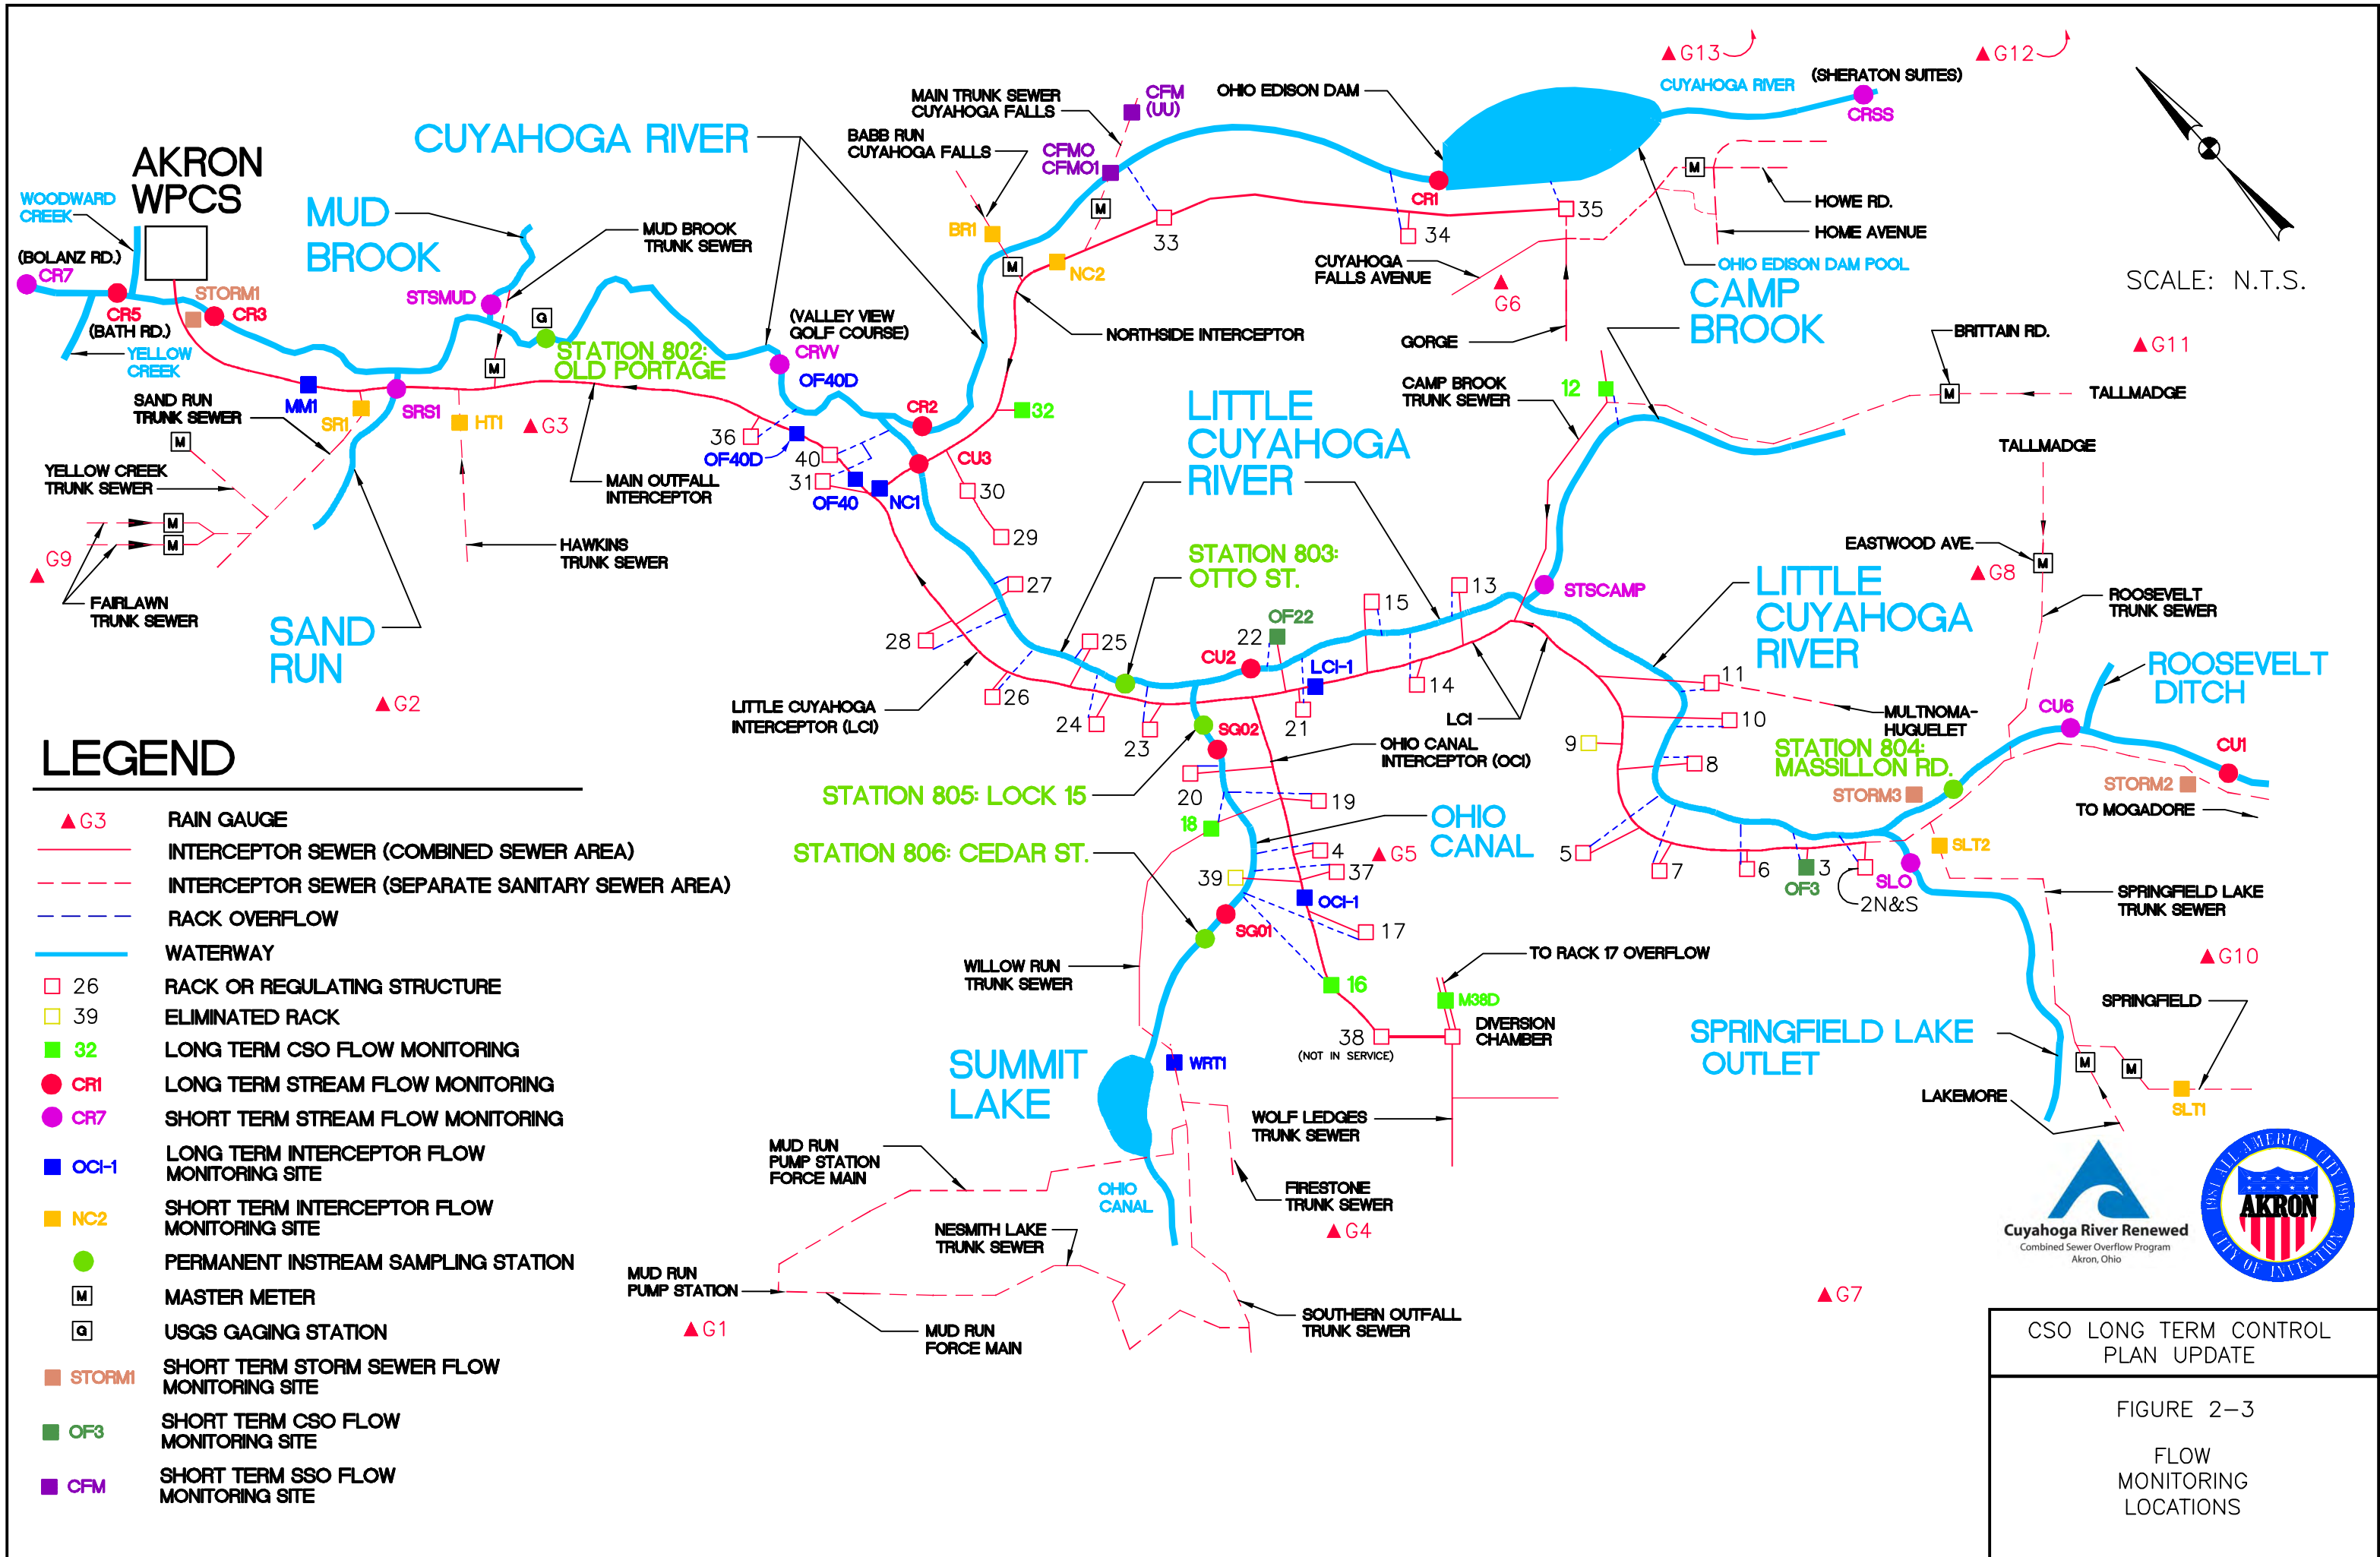 G13
G12
CUYAHOGA RIVER
(SHERATON SUITES)
CRSS
MAIN TRUNK SEWER
CUYAHOGA FALLS
CFM
(UU)
OHIO EDISON DAM
CUYAHOGA RIVER
BABB RUN
CUYAHOGA FALLS
CFMO
CFMO1
AKRON
WPCS
WOODWARD
CREEK
MUD
BROOK
MUD BROOK
TRUNK SEWER
BR1
M
M
M
NC2
33
34
CR1
35
HOWE RD.
HOME AVENUE
OHIO EDISON DAM POOL
CUYAHOGA
FALLS AVENUE
G6
GORGE
CAMP
BROOK
SCALE: N.T.S.
(BOLANZ RD.)
CR7
STORM1
CR5
(BATH RD.)
CR3
YELLOW
CREEK
STSMUD
G
M
STATION 802:
OLD PORTAGE
(VALLEY VIEW
GOLF COURSE)
CRVV
OF40D
NORTHSIDE INTERCEPTOR
BRITTAIN RD.
G11
M
TALLMADGE
CAMP BROOK
TRUNK SEWER
12
SAND RUN
TRUNK SEWER
M
MM1
SR1
SRS1
HT1
G3
36
OF40D
40
31
OF40
NC1
CR2
CU3
32
30
29
LITTLE
CUYAHOGA
RIVER
TALLMADGE
YELLOW CREEK
TRUNK SEWER
MAIN OUTFALL
INTERCEPTOR
M
M
G9
HAWKINS
TRUNK SEWER
FAIRLAWN
TRUNK SEWER
SAND
RUN
G2
STATION 803:
OTTO ST.
EASTWOOD AVE.
M
G8
ROOSEVELT
TRUNK SEWER
STSCAMP
LITTLE
CUYAHOGA
RIVER
ROOSEVELT
DITCH
27
28
25
26
24
23
OF22
22
CU2
LCI-1
21
15
13
14
LCI
11
10
9
8
MULTNOMA-
HUGUELET
CU6
CU1
STATION 804:
MASSILLON RD.
STORM3
STORM2
TO MOGADORE
LITTLE CUYAHOGA
INTERCEPTOR (LCI)
OHIO CANAL
INTERCEPTOR (OCI)
SG02
STATION 805: LOCK 15
20
19
18
OHIO
CANAL
STATION 806: CEDAR ST.
4
G5
39
37
OCI-1
SG01
17
5
7
6
OF3
3
SLO
2N&S
SLT2
SPRINGFIELD LAKE
TRUNK SEWER
G10
WILLOW RUN
TRUNK SEWER
16
TO RACK 17 OVERFLOW
M38D
DIVERSION
CHAMBER
38
(NOT IN SERVICE)
SPRINGFIELD LAKE
OUTLET
SPRINGFIELD
M
M
SLT1
LAKEMORE
SUMMIT
LAKE
WRT1
WOLF LEDGES
TRUNK SEWER
MUD RUN
PUMP STATION
FORCE MAIN
OHIO
CANAL
FIRESTONE
TRUNK SEWER
G4
NESMITH LAKE
TRUNK SEWER
MUD RUN
PUMP STATION
G1
MUD RUN
FORCE MAIN
SOUTHERN OUTFALL
TRUNK SEWER
G7
LEGEND
G3 RAIN GAUGE
INTERCEPTOR SEWER (COMBINED SEWER AREA)
INTERCEPTOR SEWER (SEPARATE SANITARY SEWER AREA)
RACK OVERFLOW
WATERWAY
26 RACK OR REGULATING STRUCTURE
39 ELIMINATED RACK
32 LONG TERM CSO FLOW MONITORING
CR1 LONG TERM STREAM FLOW MONITORING
CR7 SHORT TERM STREAM FLOW MONITORING
OCI-1 LONG TERM INTERCEPTOR FLOW
MONITORING SITE
NC2 SHORT TERM INTERCEPTOR FLOW
MONITORING SITE
PERMANENT INSTREAM SAMPLING STATION
M MASTER METER
G USGS GAGING STATION
STORM1 SHORT TERM STORM SEWER FLOW
MONITORING SITE
OF3 SHORT TERM CSO FLOW
MONITORING SITE
CFM SHORT TERM SSO FLOW
MONITORING SITE
Cuyahoga River Renewed
Combined Sewer Overflow Program
Akron, Ohio
1981 ALL AMERICA CITY 1995
AKRON
CITY OF INVENTION
CSO LONG TERM CONTROL
PLAN UPDATE
FIGURE 2-3
FLOW
MONITORING
LOCATIONS